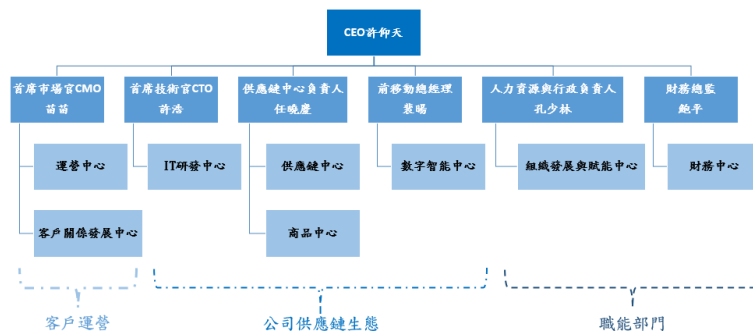 CEO許仰天
首席市場官CMO
苗苗
首席技術官CTO
許浩
供應鏈中心負責人
任曉慶
前移動總經理
裴暘
人力資源與行政負責人
孔少林
財務總監
鮑平
運營中心
IT研發中心
供應鏈中心
數字智能中心
組織發展與賦能中心
財務中心
客戶關係發展中心
商品中心
客戶運營
公司供應鏈生態
職能部門